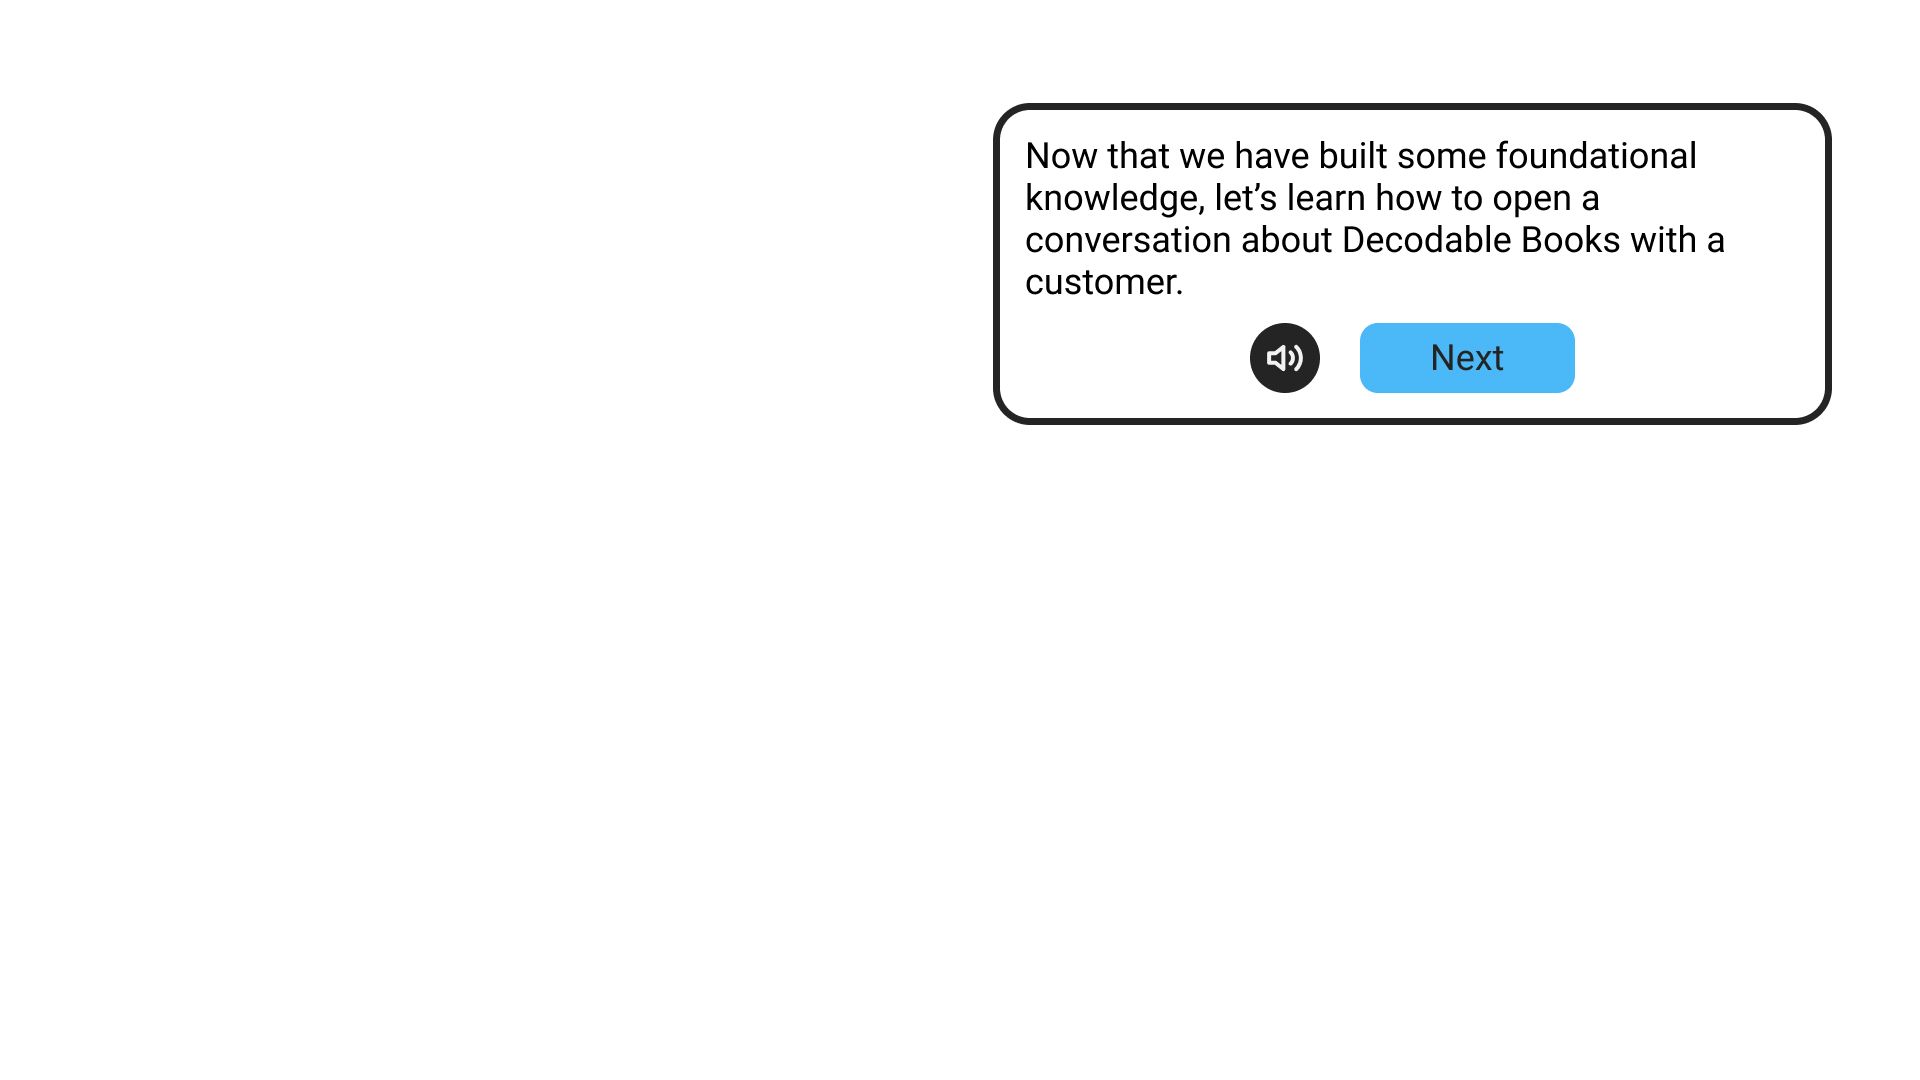 Now that we have built some foundational
knowledge, let’s learn how to open a
conversation about Decodable Books with a
customer.
Next